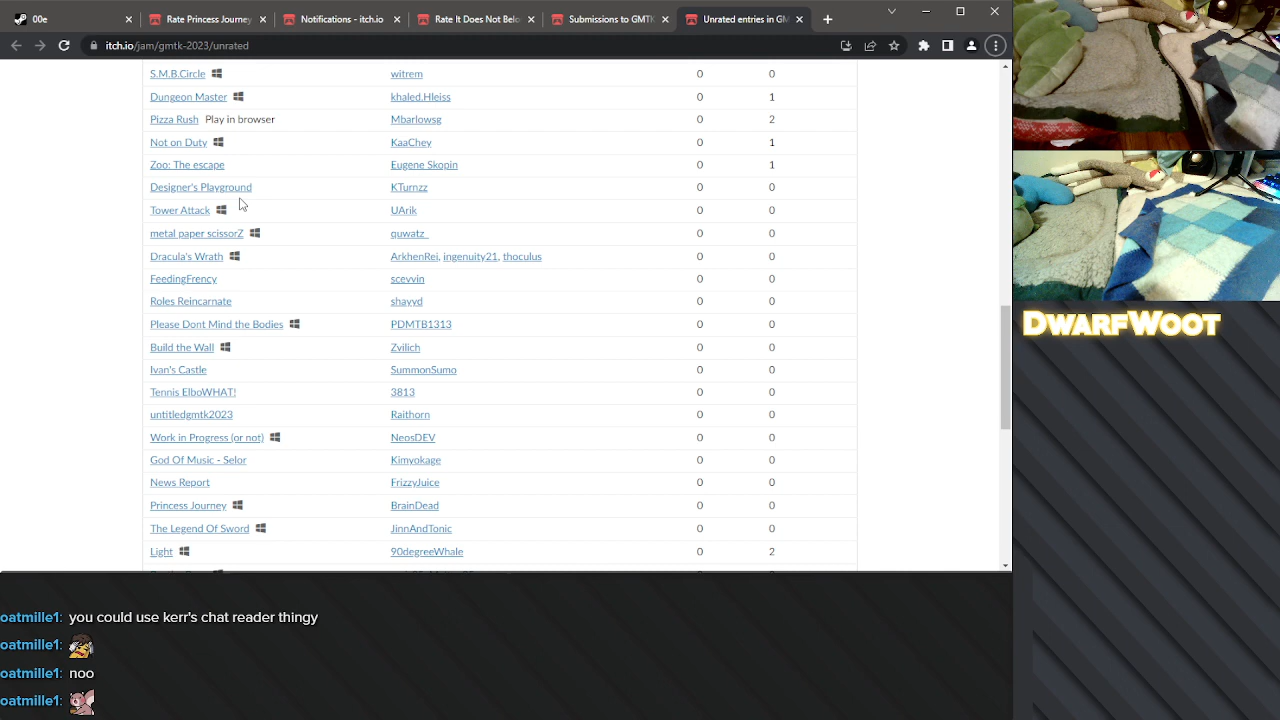 00e
Rate Princess Journey
Notifications - itch.io
Rate It Does Not Belo
Submissions to GMTK
Unrated entries in GM
itch.io/jam/gmtk-2023/unrated
S.M.B.Circle witrem 0 0
Dungeon Master khaled.Hleiss 0 1
Pizza Rush Play in browser Mbarlowsg 0 2
Not on Duty KaaChey 0 1
Zoo: The escape Eugene Skopin 0 1
Designer's Playground KTurnzz 0 0
Tower Attack UArik 0 0
metal paper scissorZ quwatz_ 0 0
Dracula's Wrath ArkhenRei, ingenuity21, thoculus 0 0
FeedingFrency scevvin 0 0
Roles Reincarnate shayyd 0 0
Please Dont Mind the Bodies PDMTB1313 0 0
Build the Wall Zvilich 0 0
Ivan's Castle SummonSumo 0 0
Tennis ElboWHAT! 3813 0 0
untitledgmtk2023 Raithorn 0 0
Work in Progress (or not) NeosDEV 0 0
God Of Music - Selor Kimyokage 0 0
News Report FrizzyJuice 0 0
Princess Journey BrainDead 0 0
The Legend Of Sword JinnAndTonic 0 0
Light 90degreeWhale 0 2
DwarfWoot
oatmille1: you could use kerr's chat reader thingy
oatmille1:
oatmille1: noo
oatmille1: